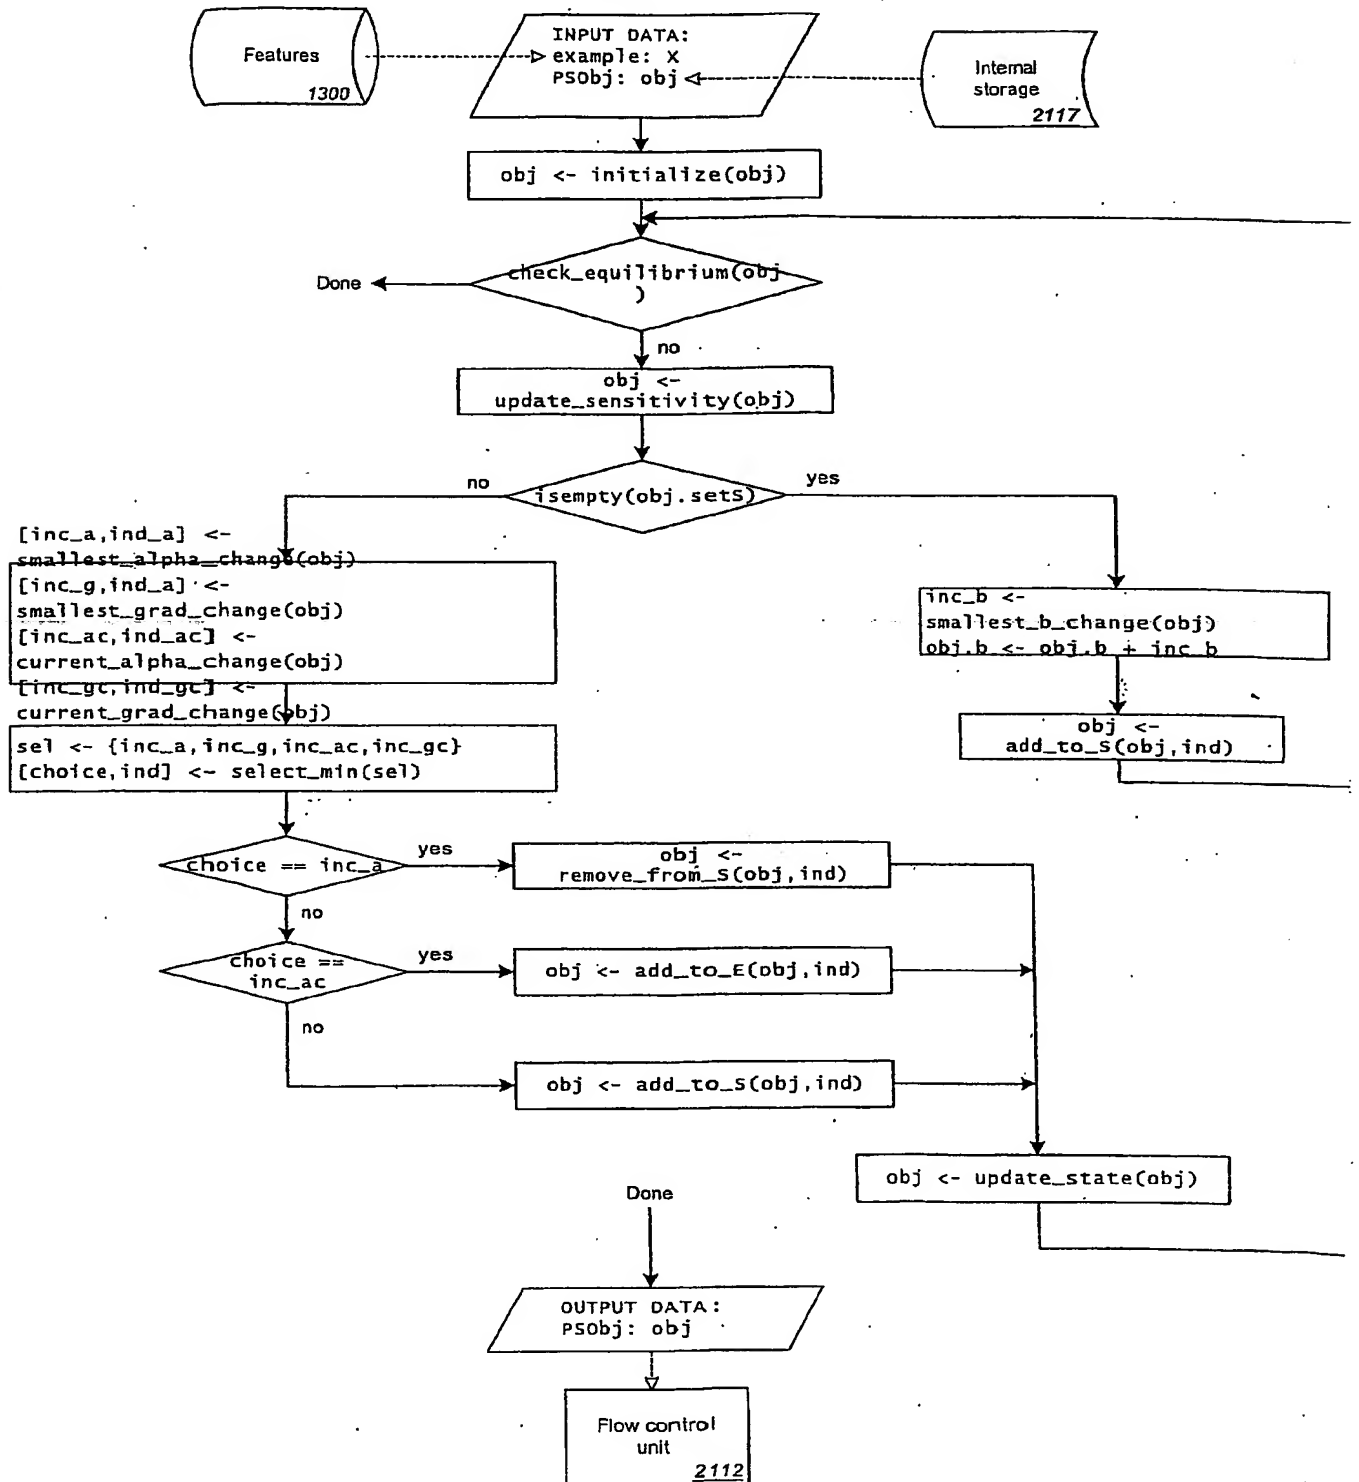 Features
1300
INPUT DATA:
example: X
PSObj: obj
Internal
storage
2117
obj <- initialize(obj)
check_equilibrium(obj
)
Done
no
obj <-
update_sensitivity(obj)
no
isempty(obj.setS)
yes
[inc_a,ind_a] <-
smallest_alpha_change(obj)
[inc_g,ind_a] <-
smallest_grad_change(obj)
[inc_ac,ind_ac] <-
current_alpha_change(obj)
[inc_gc,ind_gc] <-
current_grad_change(obj)
inc_b <-
smallest_b_change(obj)
obj.b <- obj.b + inc_b
obj <-
add_to_S(obj,ind)
sel <- {inc_a,inc_g,inc_ac,inc_gc}
[choice,ind] <- select_min(sel)
choice == inc_a
yes
obj <-
remove_from_S(obj,ind)
no
choice ==
inc_ac
yes
obj <- add_to_E(obj,ind)
no
obj <- add_to_S(obj,ind)
obj <- update_state(obj)
Done
OUTPUT DATA:
PSObj: obj
Flow control
unit
2112